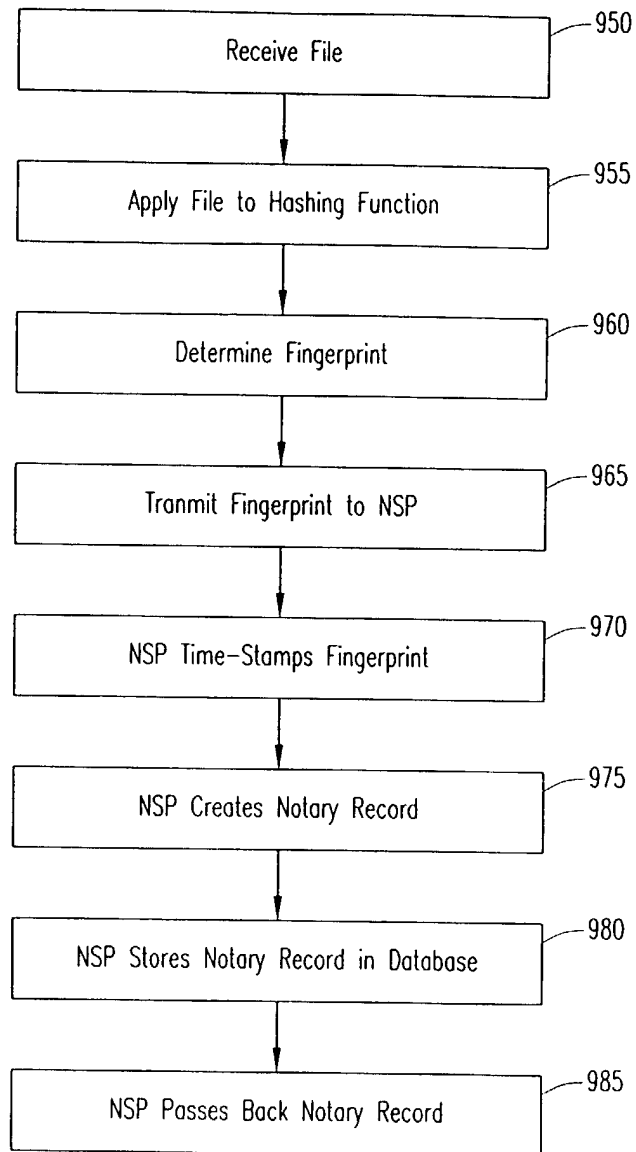 950
Receive File
955
Apply File to Hashing Function
960
Determine Fingerprint
965
Tranmit Fingerprint to NSP
970
NSP Time-Stamps Fingerprint
975
NSP Creates Notary Record
980
NSP Stores Notary Record in Database
985
NSP Passes Back Notary Record